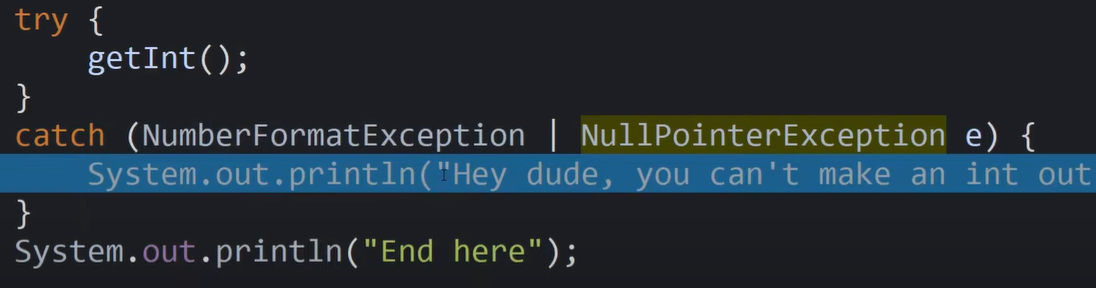 try {
    getInt();
}
catch (NumberFormatException | NullPointerException e) {
    System.out.println("Hey dude, you can't make an int out
}
System.out.println("End here");